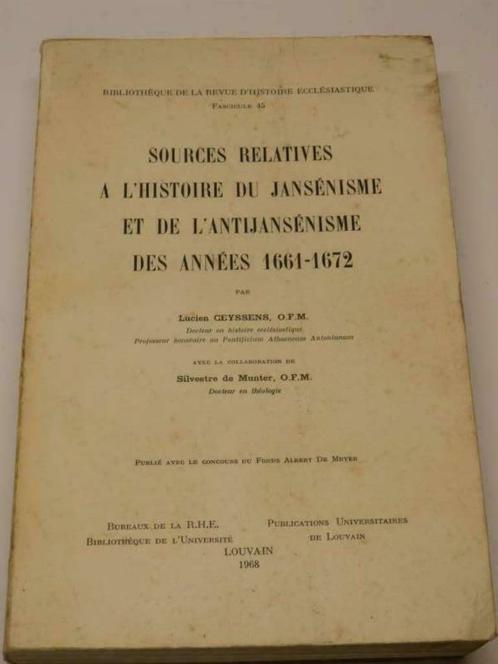 BIBLIOTHÈQUE DE LA REVUE D'HISTOIRE ECCLÉSIASTIQUE
FASCICULE 45
SOURCES RELATIVES
A L'HISTOIRE DU JANSÉNISME
ET DE L'ANTIJANSÉNISME
DES ANNÉES 1661-1672
PAR
Lucien CEYSSENS, O.F.M.
Docteur en histoire ecclésiastique
Professeur honoraire au Pontificium Athenaeum Antonianum
AVEC LA COLLABORATION DE
Silvestre de Munter, O.F.M.
Docteur en théologie
PUBLIÉ AVEC LE CONCOURS DU FONDS ALBERT DE MEYER
BUREAUX DE LA R.H.E.
BIBLIOTHÈQUE DE L'UNIVERSITÉ
PUBLICATIONS UNIVERSITAIRES
DE LOUVAIN
LOUVAIN
1968